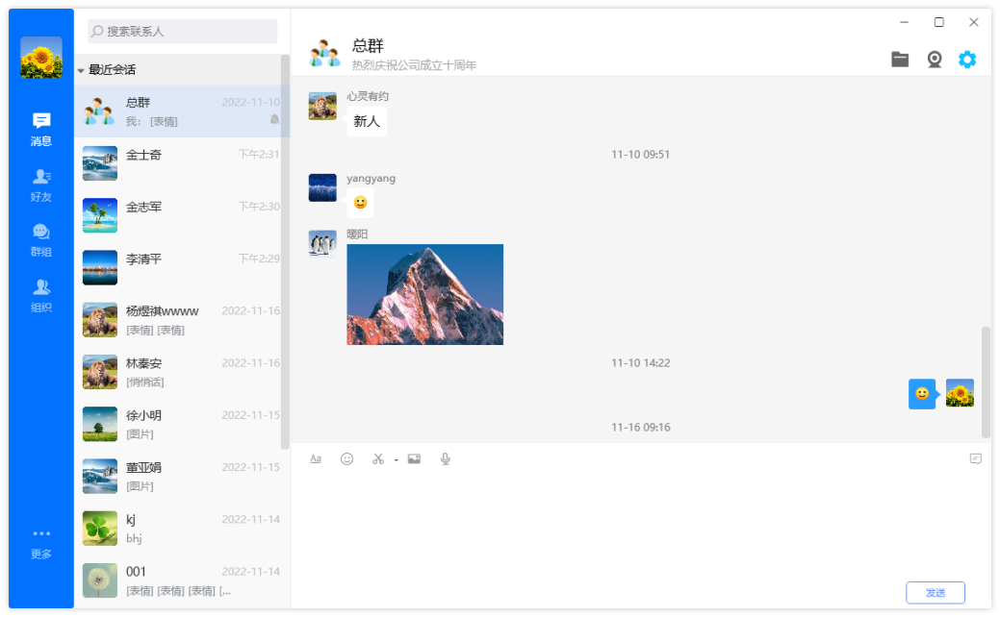 搜索联系人
消息
好友
群组
组织
更多
最近会话
总群 2022-11-10
我: [表情]
金士奇 下午2:31
金志军 下午2:30
李清平 下午2:29
杨煜祺wwww 2022-11-16
[表情] [表情]
林秦安 2022-11-16
[悄悄话]
徐小明 2022-11-15
[图片]
董亚娟 2022-11-15
[图片]
kj 2022-11-14
bhj
001 2022-11-14
[表情] [表情] [表情] [...
总群
热烈庆祝公司成立十周年
心灵有约
新人
11-10 09:51
yangyang
暖阳
11-10 14:22
11-16 09:16
Aa
发送